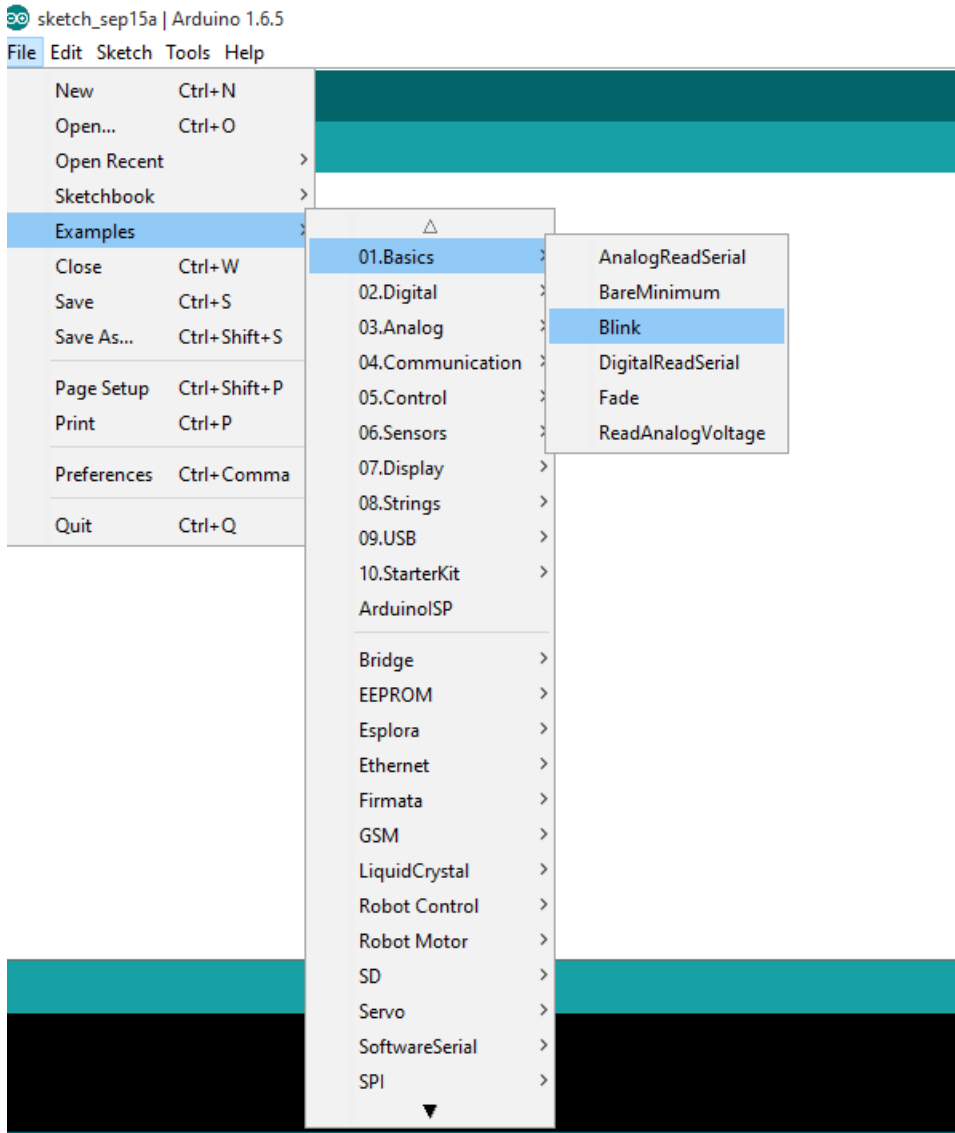 sketch_sep15a | Arduino 1.6.5
File Edit Sketch Tools Help
New Ctrl+N
Open... Ctrl+O
Open Recent
Sketchbook
Examples
Close Ctrl+W
Save Ctrl+S
Save As... Ctrl+Shift+S
Page Setup Ctrl+Shift+P
Print Ctrl+P
Preferences Ctrl+Comma
Quit Ctrl+Q
01.Basics
02.Digital
03.Analog
04.Communication
05.Control
06.Sensors
07.Display
08.Strings
09.USB
10.StarterKit
ArduinoISP
Bridge
EEPROM
Esplora
Ethernet
Firmata
GSM
LiquidCrystal
Robot Control
Robot Motor
SD
Servo
SoftwareSerial
SPI
AnalogReadSerial
BareMinimum
Blink
DigitalReadSerial
Fade
ReadAnalogVoltage